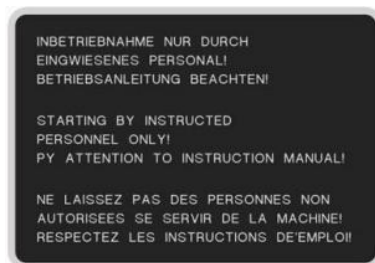 INBETRIEBNAHME NUR DURCH
EINGWIESENES PERSONAL!
BETRIEBSANLEITUNG BEACHTEN!
STARTING BY INSTRUCTED
PERSONNEL ONLY!
PY ATTENTION TO INSTRUCTION MANUAL!
NE LAISSEZ PAS DES PERSONNES NON
AUTORISEES SE SERVIR DE LA MACHINE!
RESPECTEZ LES INSTRUCTIONS DE'EMPLOI!